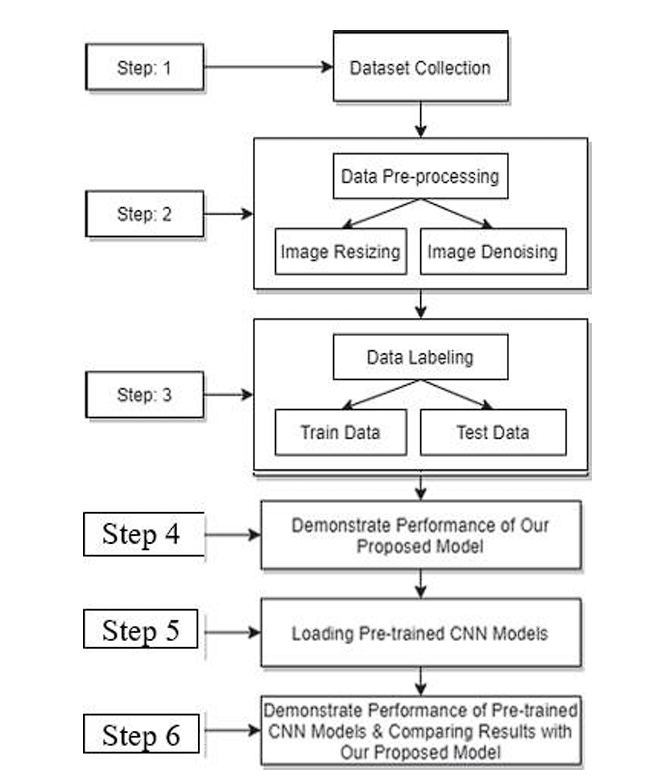 Step: 1
Dataset Collection
Step: 2
Data Pre-processing
Image Resizing
Image Denoising
Step: 3
Data Labeling
Train Data
Test Data
Step 4
Demonstrate Performance of Our
Proposed Model
Step 5
Loading Pre-trained CNN Models
Step 6
Demonstrate Performance of Pre-trained
CNN Models & Comparing Results with
Our Proposed Model